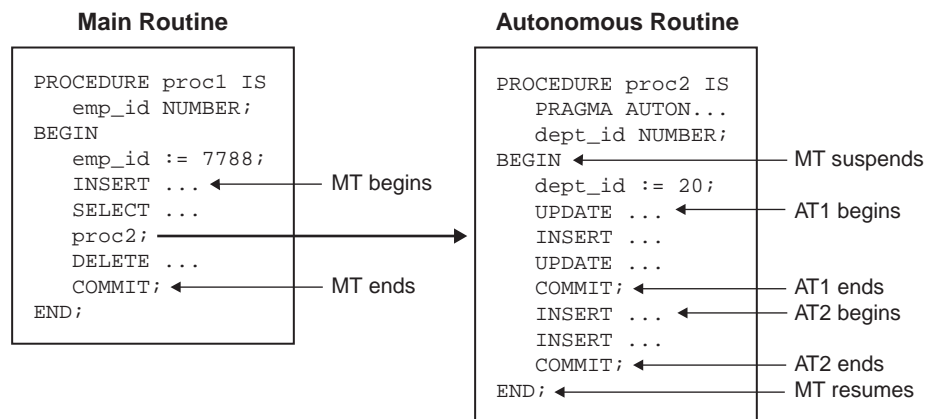 Main Routine
PROCEDURE proc1 IS
emp_id NUMBER;
BEGIN
emp_id := 7788;
INSERT ...
MT begins
SELECT ...
proc2;
DELETE ...
COMMIT;
MT ends
END;
Autonomous Routine
PROCEDURE proc2 IS
PRAGMA AUTON...
dept_id NUMBER;
BEGIN
MT suspends
dept_id := 20;
UPDATE ...
AT1 begins
INSERT ...
UPDATE ...
COMMIT;
AT1 ends
INSERT ...
AT2 begins
INSERT ...
COMMIT;
AT2 ends
END;
MT resumes